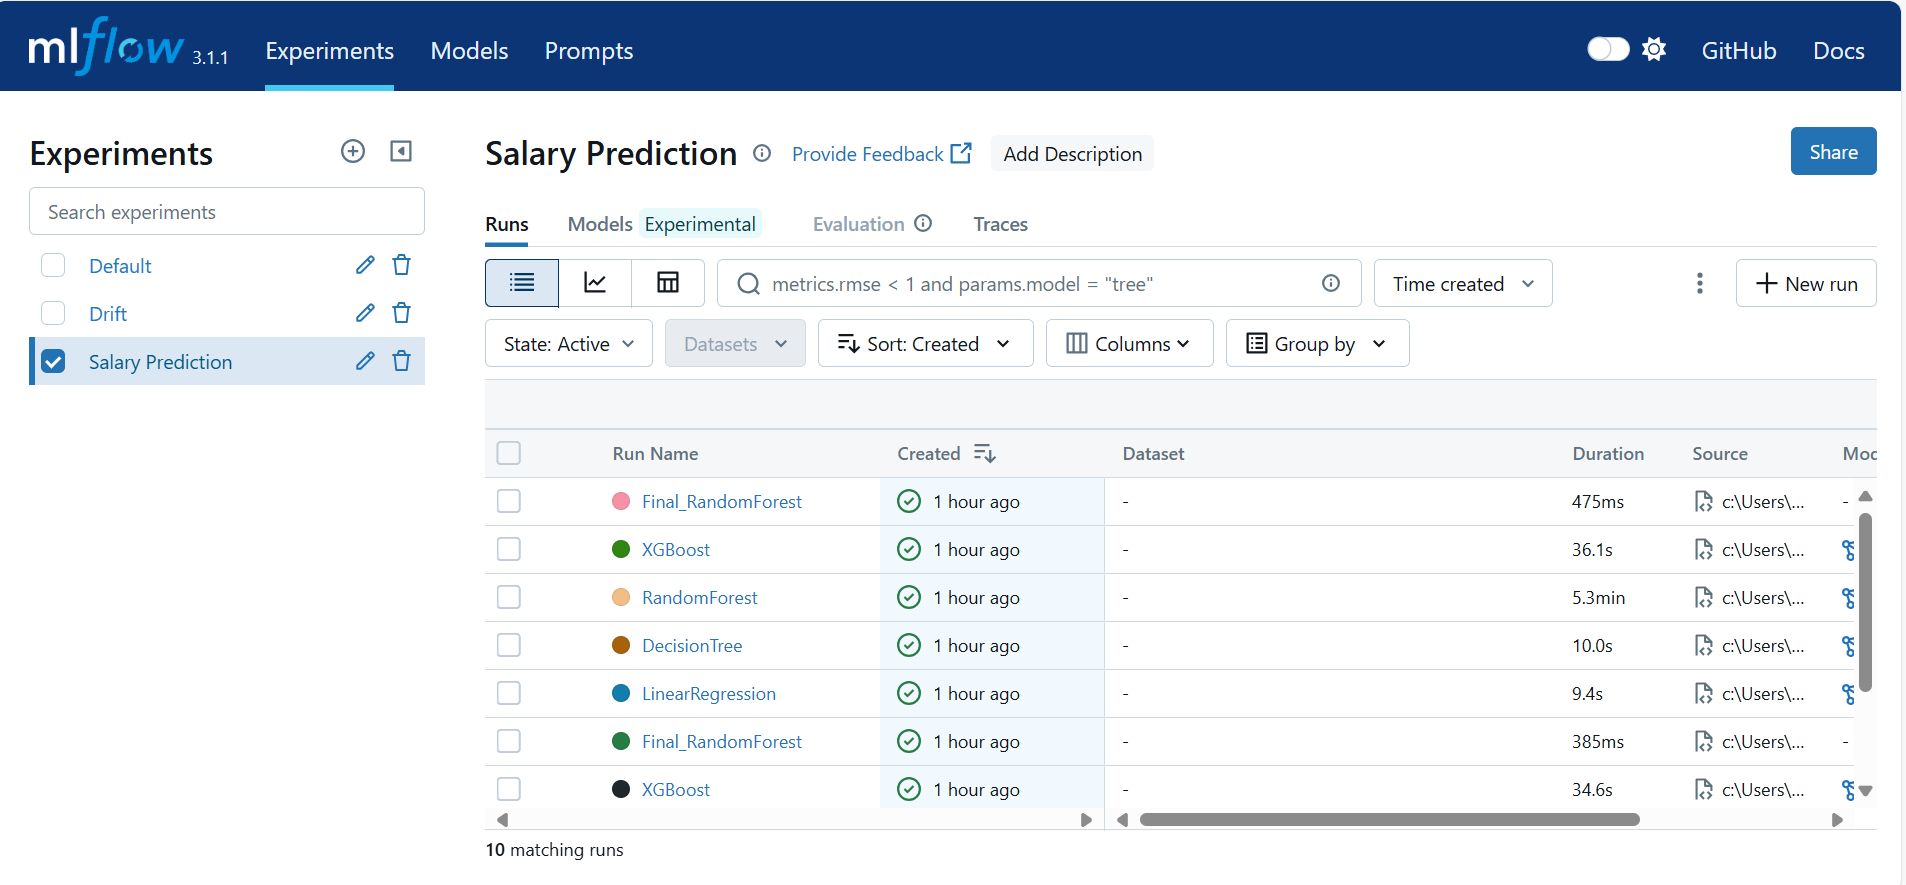 mlflow 3.1.1 Experiments Models Prompts GitHub Docs
Experiments
Search experiments
Default
Drift
Salary Prediction
Salary Prediction Provide Feedback Add Description Share
Runs Models Experimental Evaluation Traces
metrics.rmse < 1 and params.model = "tree" Time created New run
State: Active Datasets Sort: Created Columns Group by
Run Name Created Dataset Duration Source Moc
Final_RandomForest 1 hour ago - 475ms c:\Users\... -
XGBoost 1 hour ago - 36.1s c:\Users\...
RandomForest 1 hour ago - 5.3min c:\Users\...
DecisionTree 1 hour ago - 10.0s c:\Users\...
LinearRegression 1 hour ago - 9.4s c:\Users\...
Final_RandomForest 1 hour ago - 385ms c:\Users\... -
XGBoost 1 hour ago - 34.6s c:\Users\...
10 matching runs